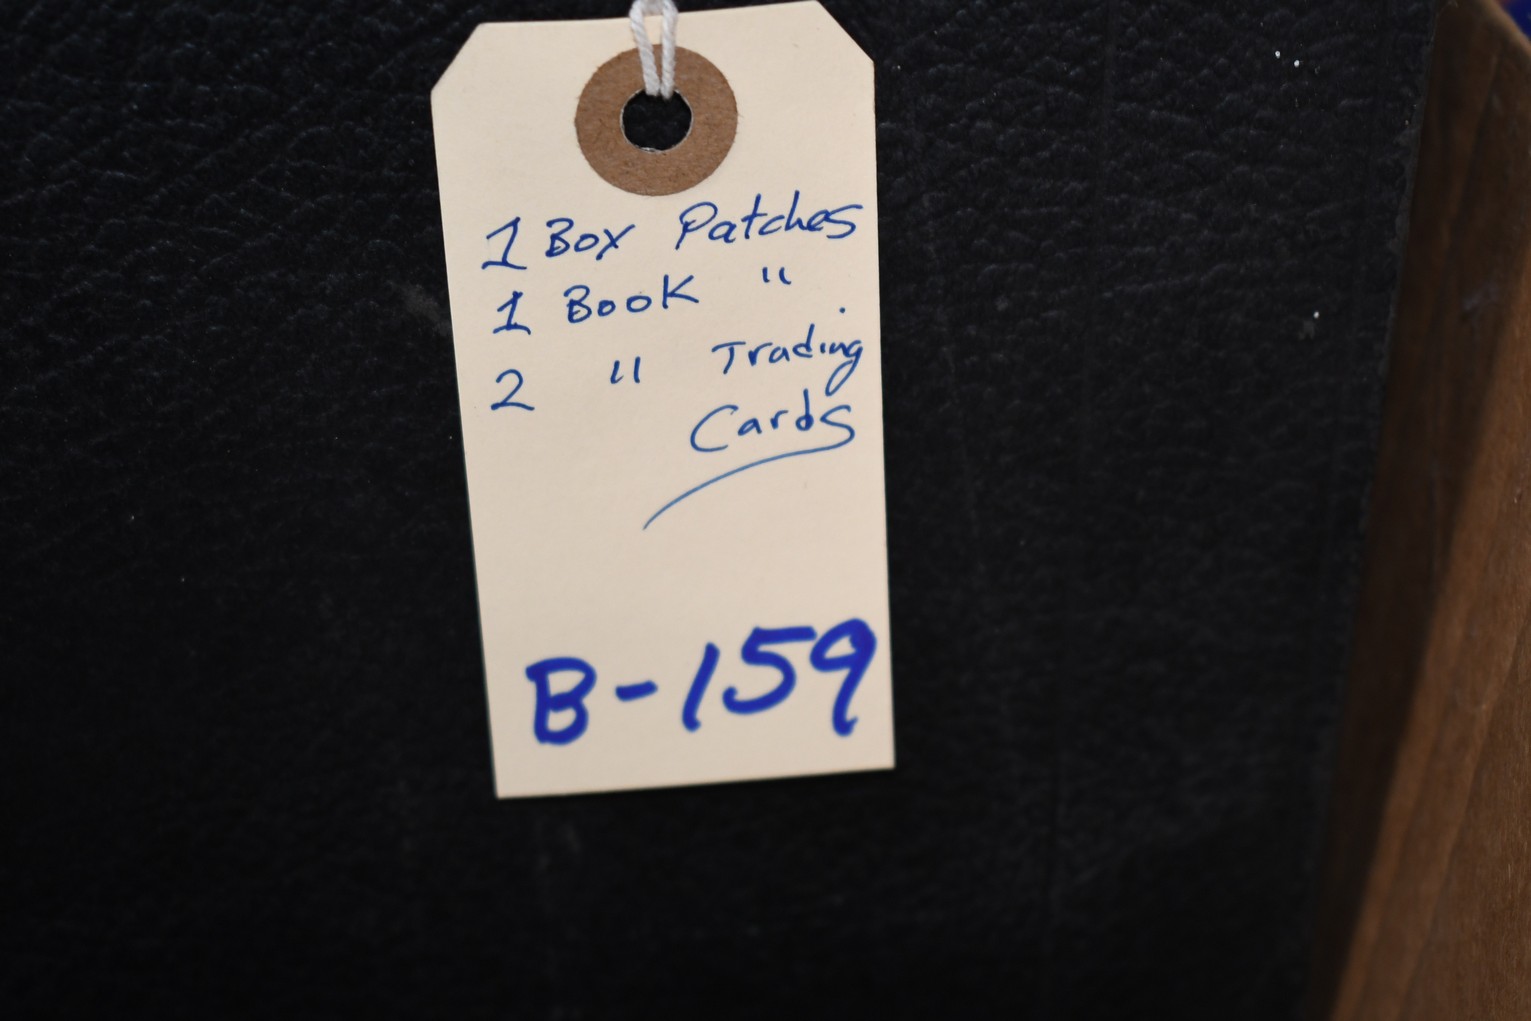 1 Box Patches
1 Book "
2 " Trading
Cards
B-159